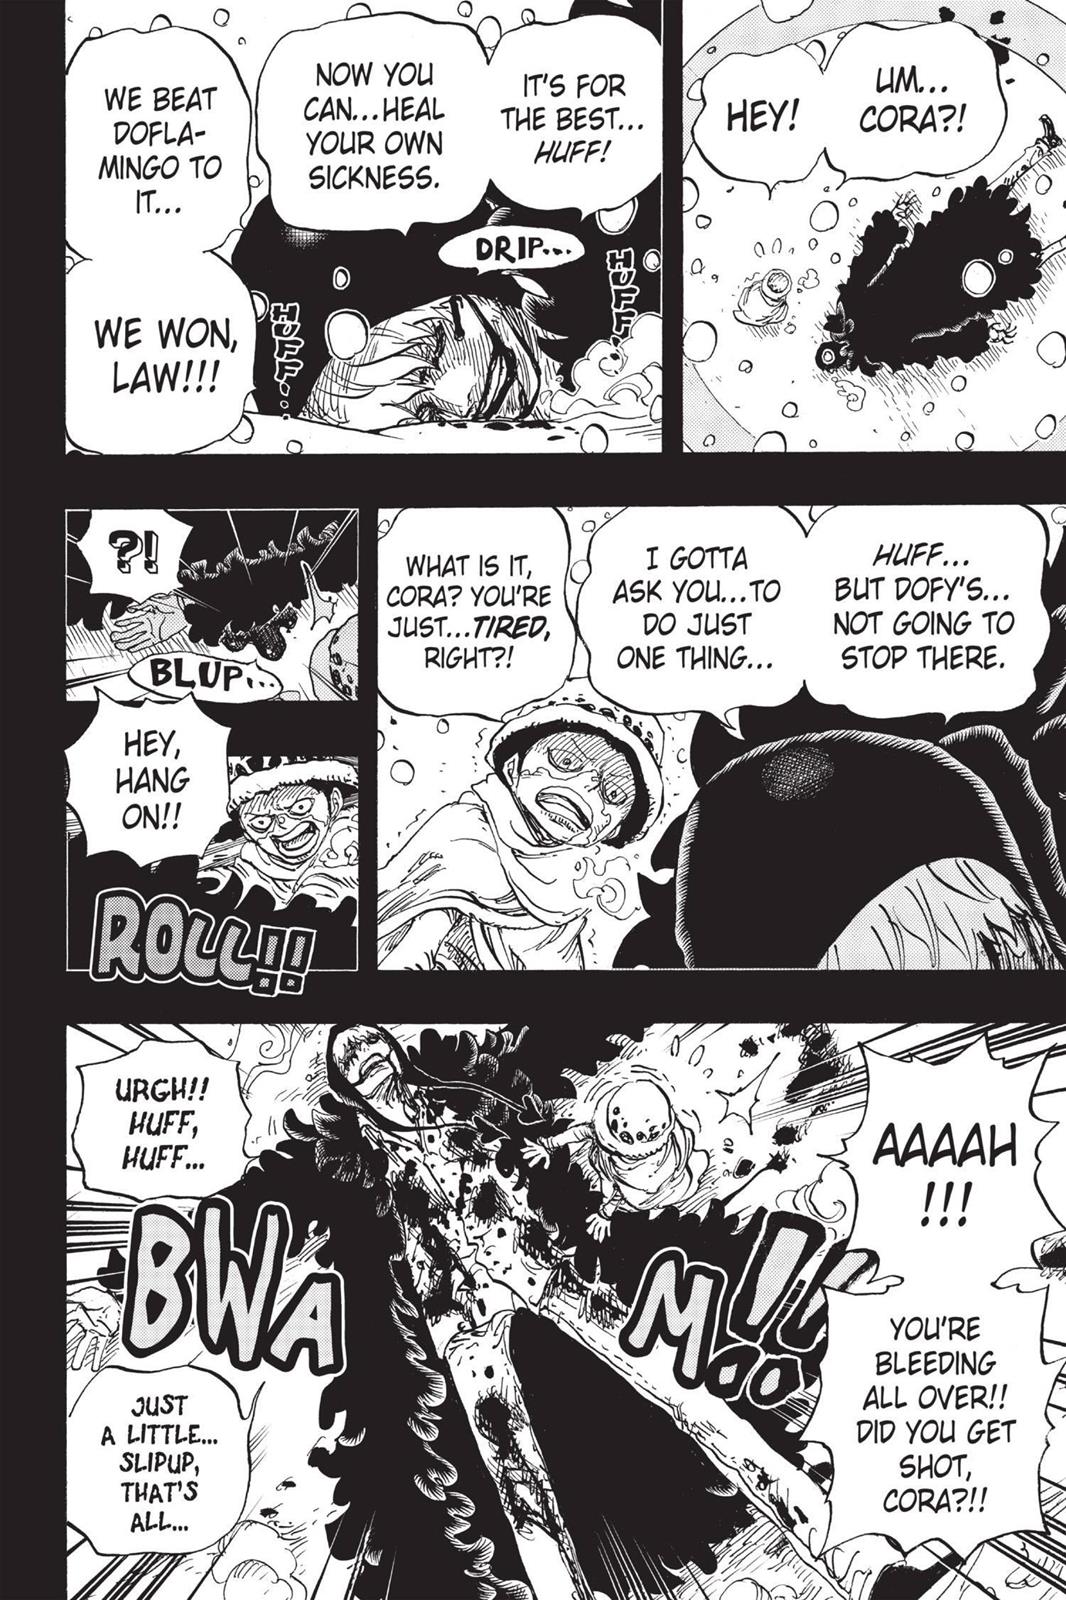 UM...
CORA?!
HEY!
IT'S FOR
THE BEST...
HUFF!
NOW YOU
CAN...HEAL
YOUR OWN
SICKNESS.
DRIP...
HUFF
HUFF...
WE BEAT
DOFLA-
MINGO TO
IT...
WE WON,
LAW!!!
HUFF...
BUT DOFY'S...
NOT GOING TO
STOP THERE.
I GOTTA
ASK YOU...TO
DO JUST
ONE THING...
WHAT IS IT,
CORA? YOU'RE
JUST...TIRED,
RIGHT?!
?!
BLUP...
HEY,
HANG
ON!!
ROLL!!
AAAAH
!!!
YOU'RE
BLEEDING
ALL OVER!!
DID YOU GET
SHOT,
CORA?!!
MOO!!
BWA
URGH!!
HUFF,
HUFF...
JUST
A LITTLE...
SLIPUP,
THAT'S
ALL...